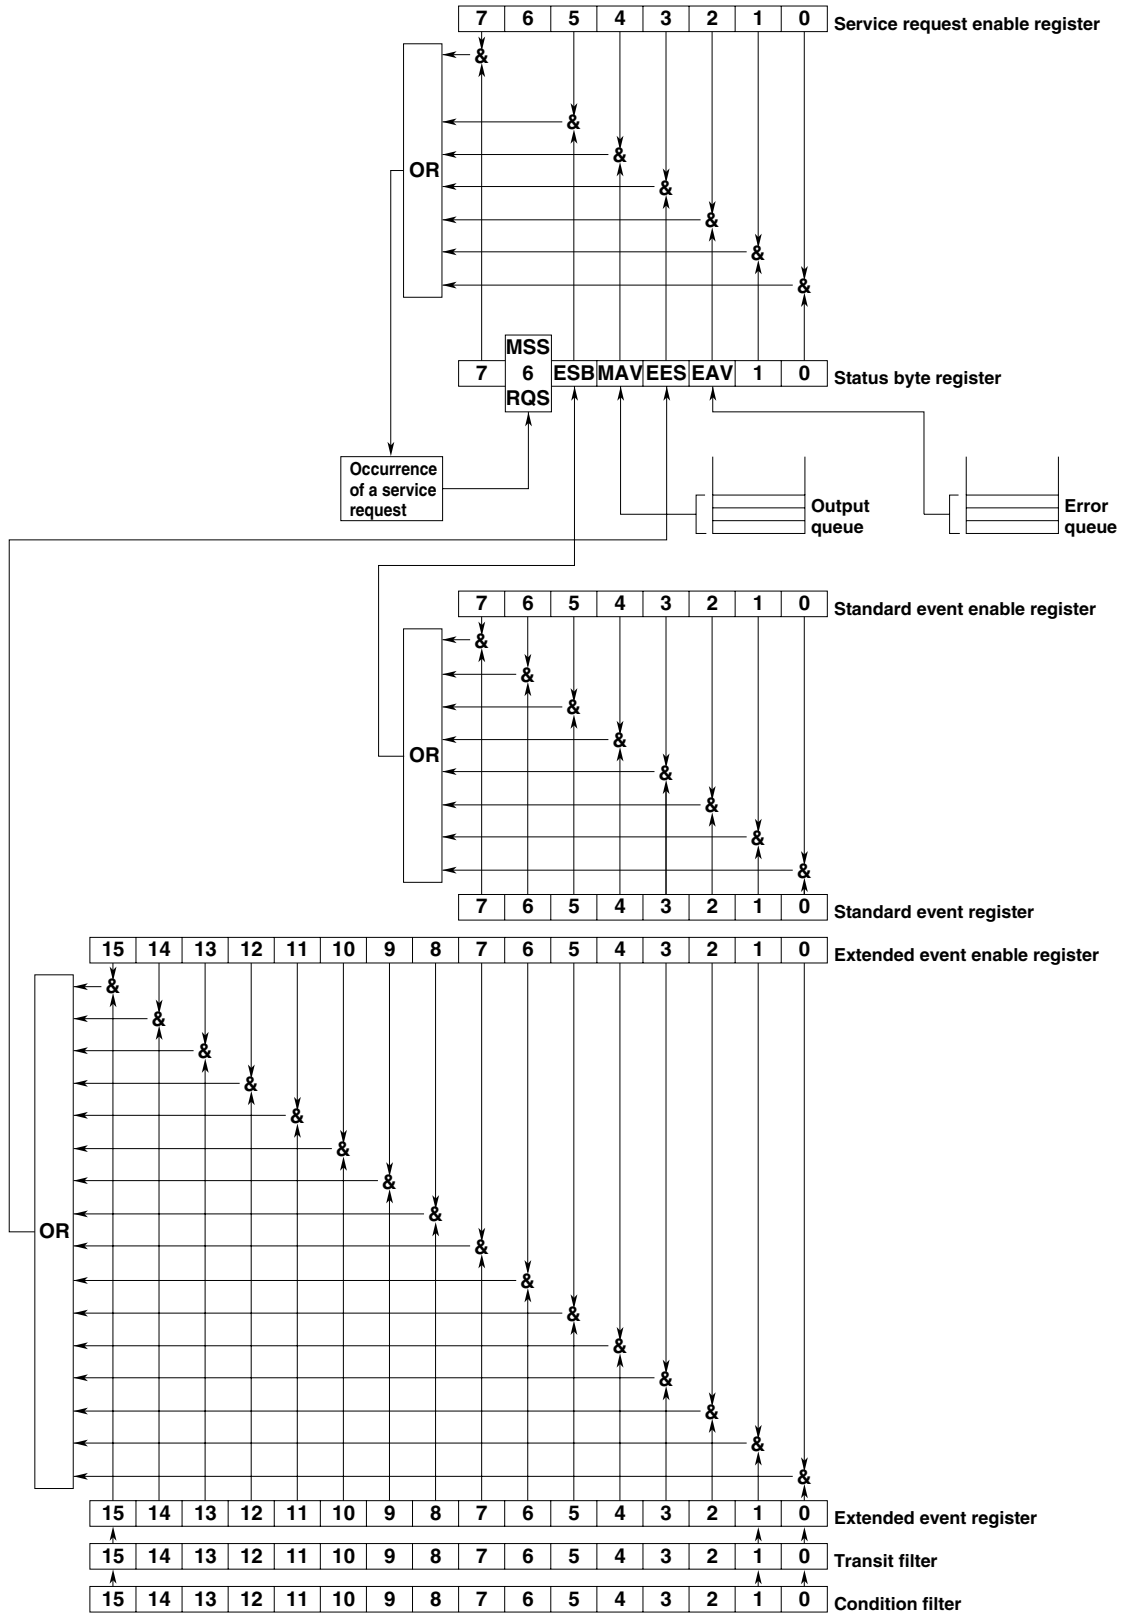 7 6 5 4 3 2 1 0 Service request enable register
&
&
&
OR
&
&
&
&
MSS
7 6 ESB MAV EES EAV 1 0 Status byte register
RQS
Occurrence
of a service
request
Output
queue
Error
queue
7 6 5 4 3 2 1 0 Standard event enable register
&
&
&
&
OR
&
&
&
&
7 6 5 4 3 2 1 0 Standard event register
15 14 13 12 11 10 9 8 7 6 5 4 3 2 1 0 Extended event enable register
&
&
&
&
&
&
&
&
OR
&
&
&
&
&
&
&
&
15 14 13 12 11 10 9 8 7 6 5 4 3 2 1 0 Extended event register
15 14 13 12 11 10 9 8 7 6 5 4 3 2 1 0 Transit filter
15 14 13 12 11 10 9 8 7 6 5 4 3 2 1 0 Condition filter